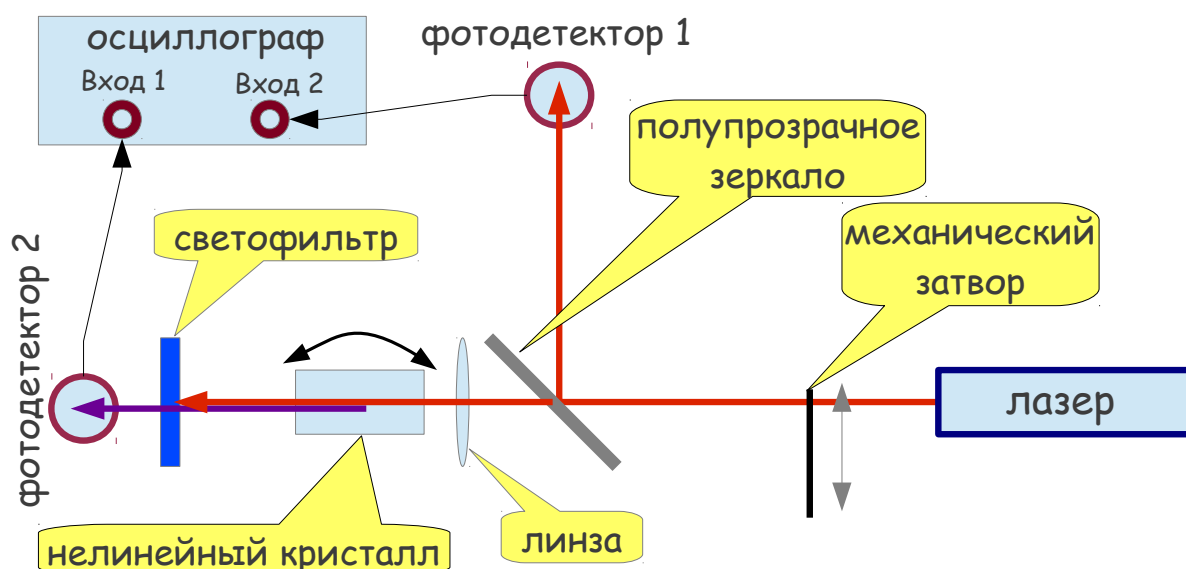 осциллограф
Вход 1
Вход 2
фотодетектор 1
полупрозрачное
зеркало
механический
затвор
светофильтр
фотодетектор 2
лазер
линза
нелинейный кристалл